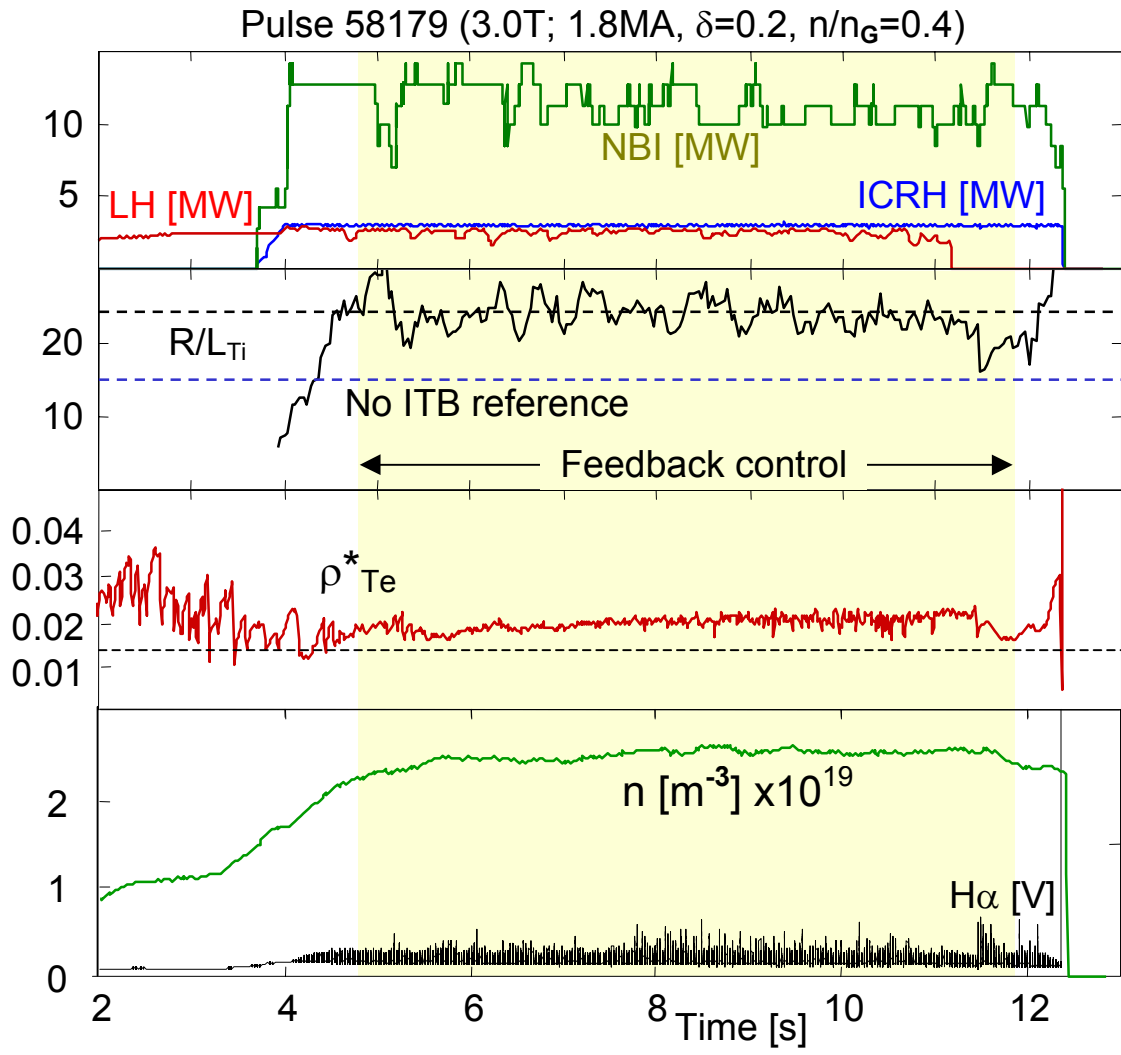 Pulse 58179 (3.0T; 1.8MA, δ=0.2, n/nG=0.4)
10
NBI [MW]
5
LH [MW]
ICRH [MW]
20
R/LTi
10
No ITB reference
Feedback control
0.04
0.03
ρ*Te
0.02
0.01
2
n [m-3] x1019
1
Hα [V]
0
2 4 6 8 10 12
Time [s]